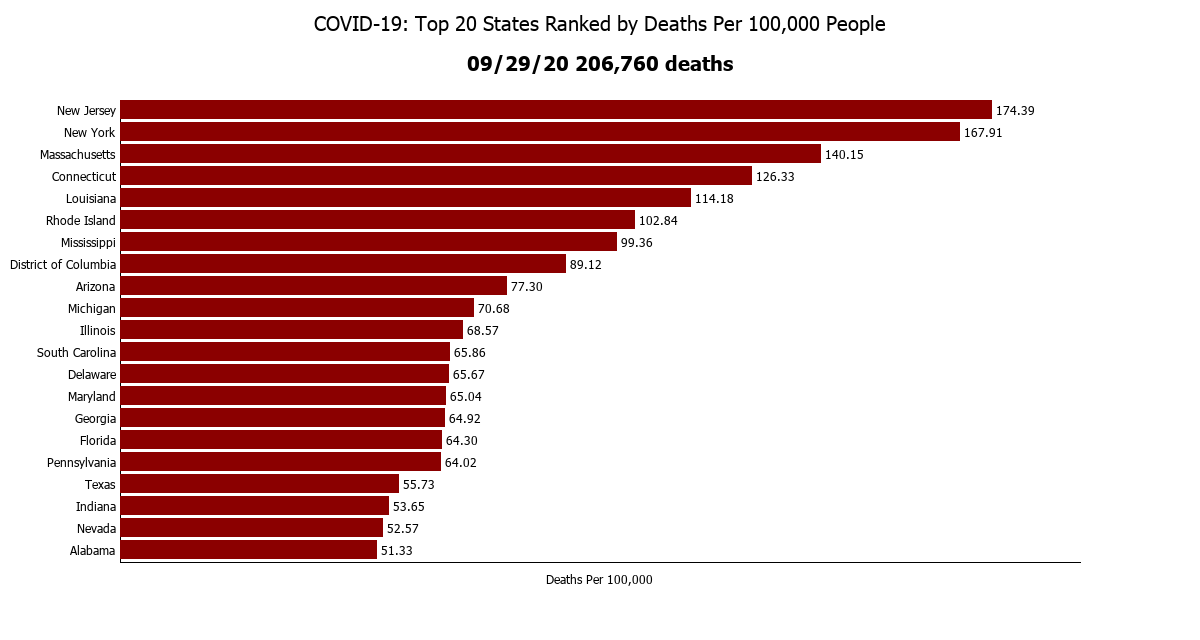 COVID-19: Top 20 States Ranked by Deaths Per 100,000 People
09/29/20 206,760 deaths
New Jersey 174.39
New York 167.91
Massachusetts 140.15
Connecticut 126.33
Louisiana 114.18
Rhode Island 102.84
Mississippi 99.36
District of Columbia 89.12
Arizona 77.30
Michigan 70.68
Illinois 68.57
South Carolina 65.86
Delaware 65.67
Maryland 65.04
Georgia 64.92
Florida 64.30
Pennsylvania 64.02
Texas 55.73
Indiana 53.65
Nevada 52.57
Alabama 51.33
Deaths Per 100,000